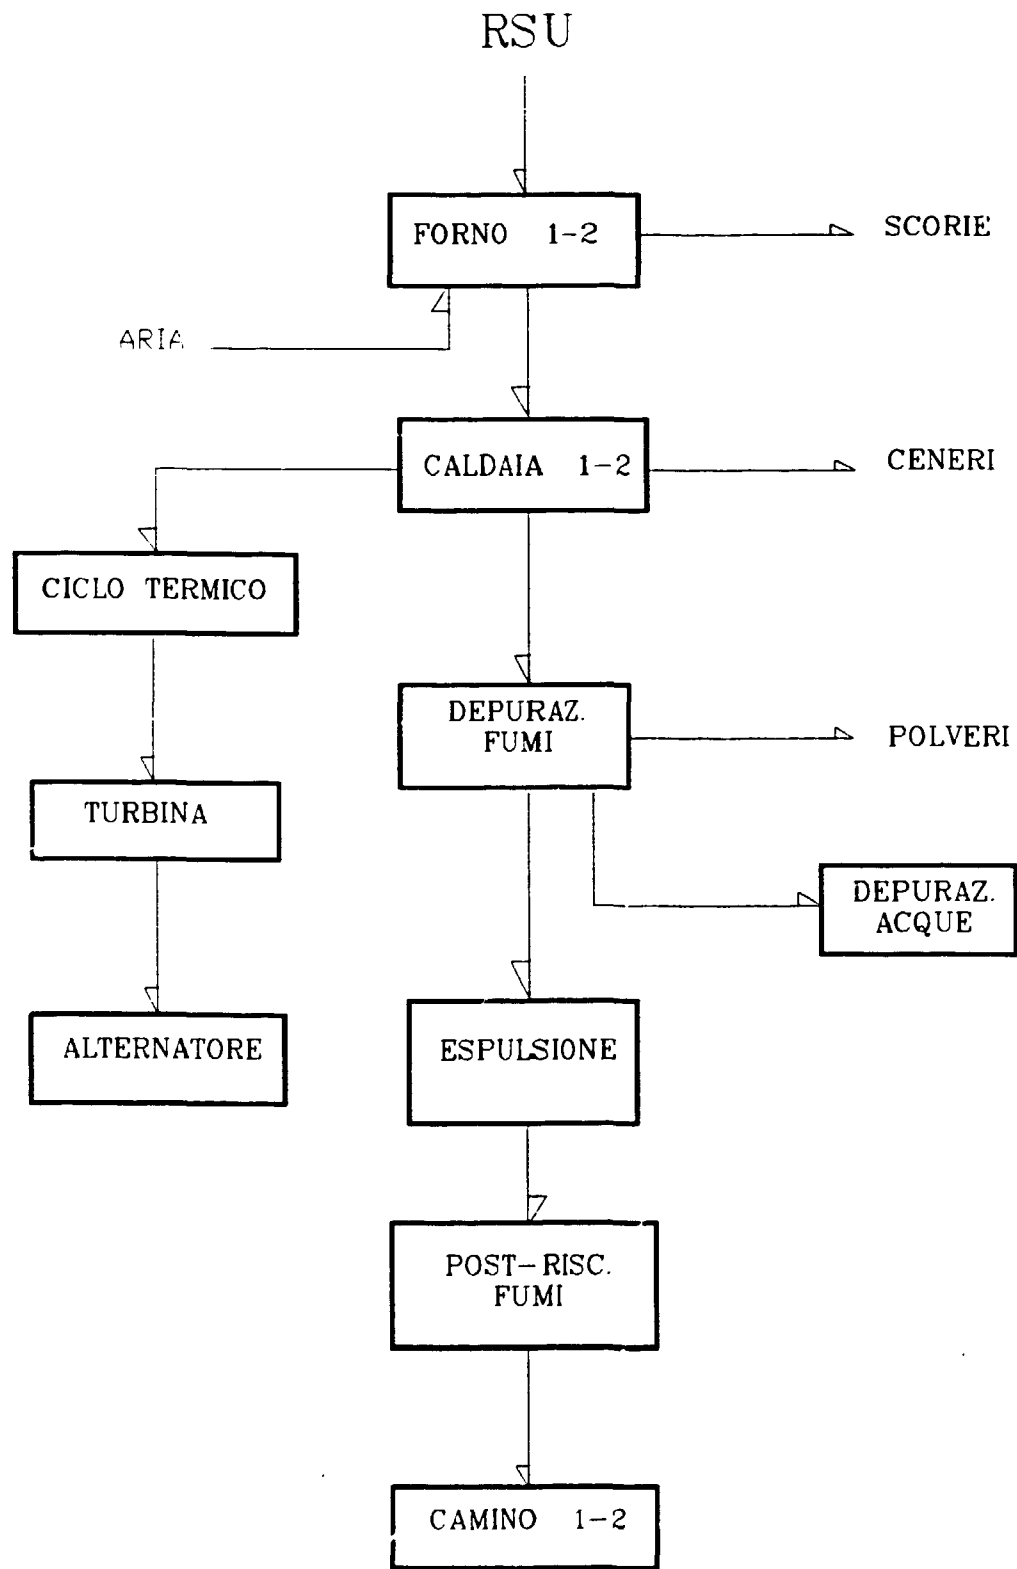 RSU
FORNO 1-2
SCORIE
ARIA
CALDAIA 1-2
CENERI
CICLO TERMICO
DEPURAZ.
FUMI
POLVERI
TURBINA
DEPURAZ.
ACQUE
ALTERNATORE
ESPULSIONE
POST-RISC.
FUMI
CAMINO 1-2